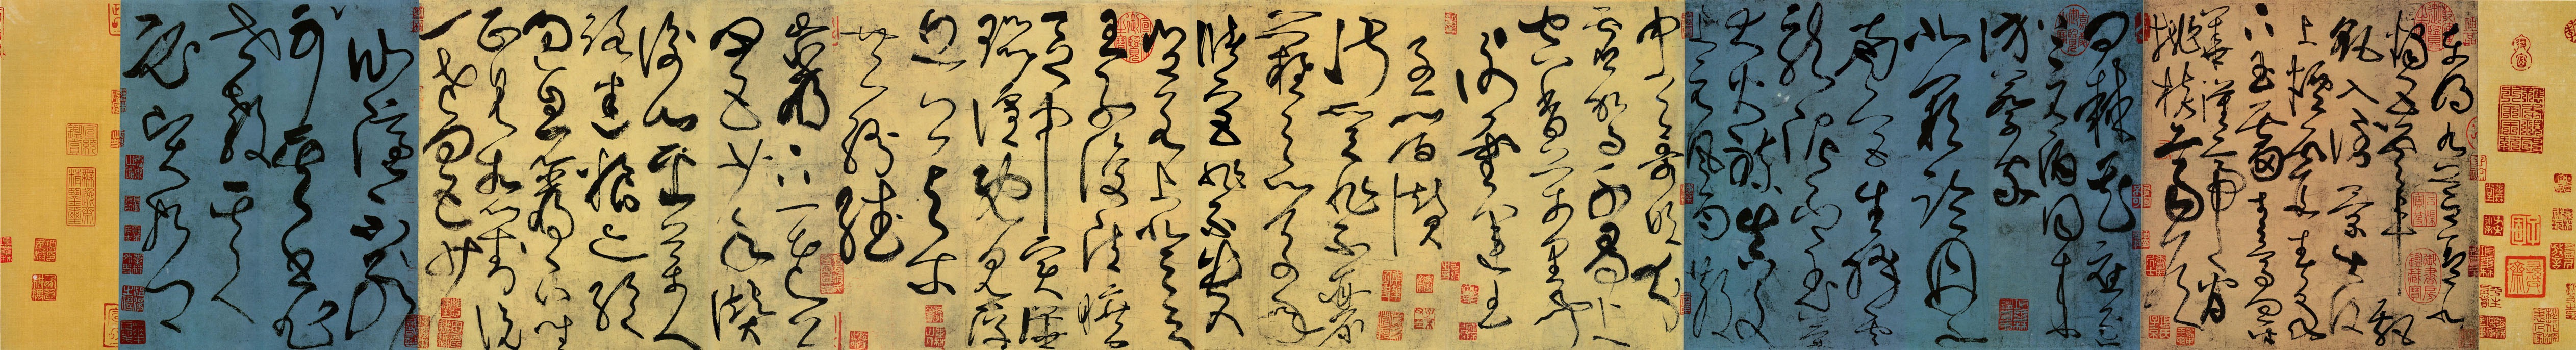 東明九芝蓋北
燭五雲車飄
颻入倒景出沒
上煙霞春泉
下玉霤青鳥向金
華漢帝看
桃核齊侯
問棘花應逐
上元酒同來
訪蔡家
北闕臨丹水
南宮生絳雲
龍泥印玉簡
大火煉真文
上元風雨散
中天歌吹分
靈駕千尋上
空香萬里聞
謝靈運王
子晉贊
淑質非不麗
難以之百年
儲宮非不貴
豈若上登天
王子復清曠
區中實譁囂
喧既見浮丘
公與爾共
紛繙
巖下一老公
四五少年贊
衡山採藥人
路迷糧亦絕
過息巖下坐
正見相對說
一老四五少
仙隱不別
可其書非
世教其人
必賢哲